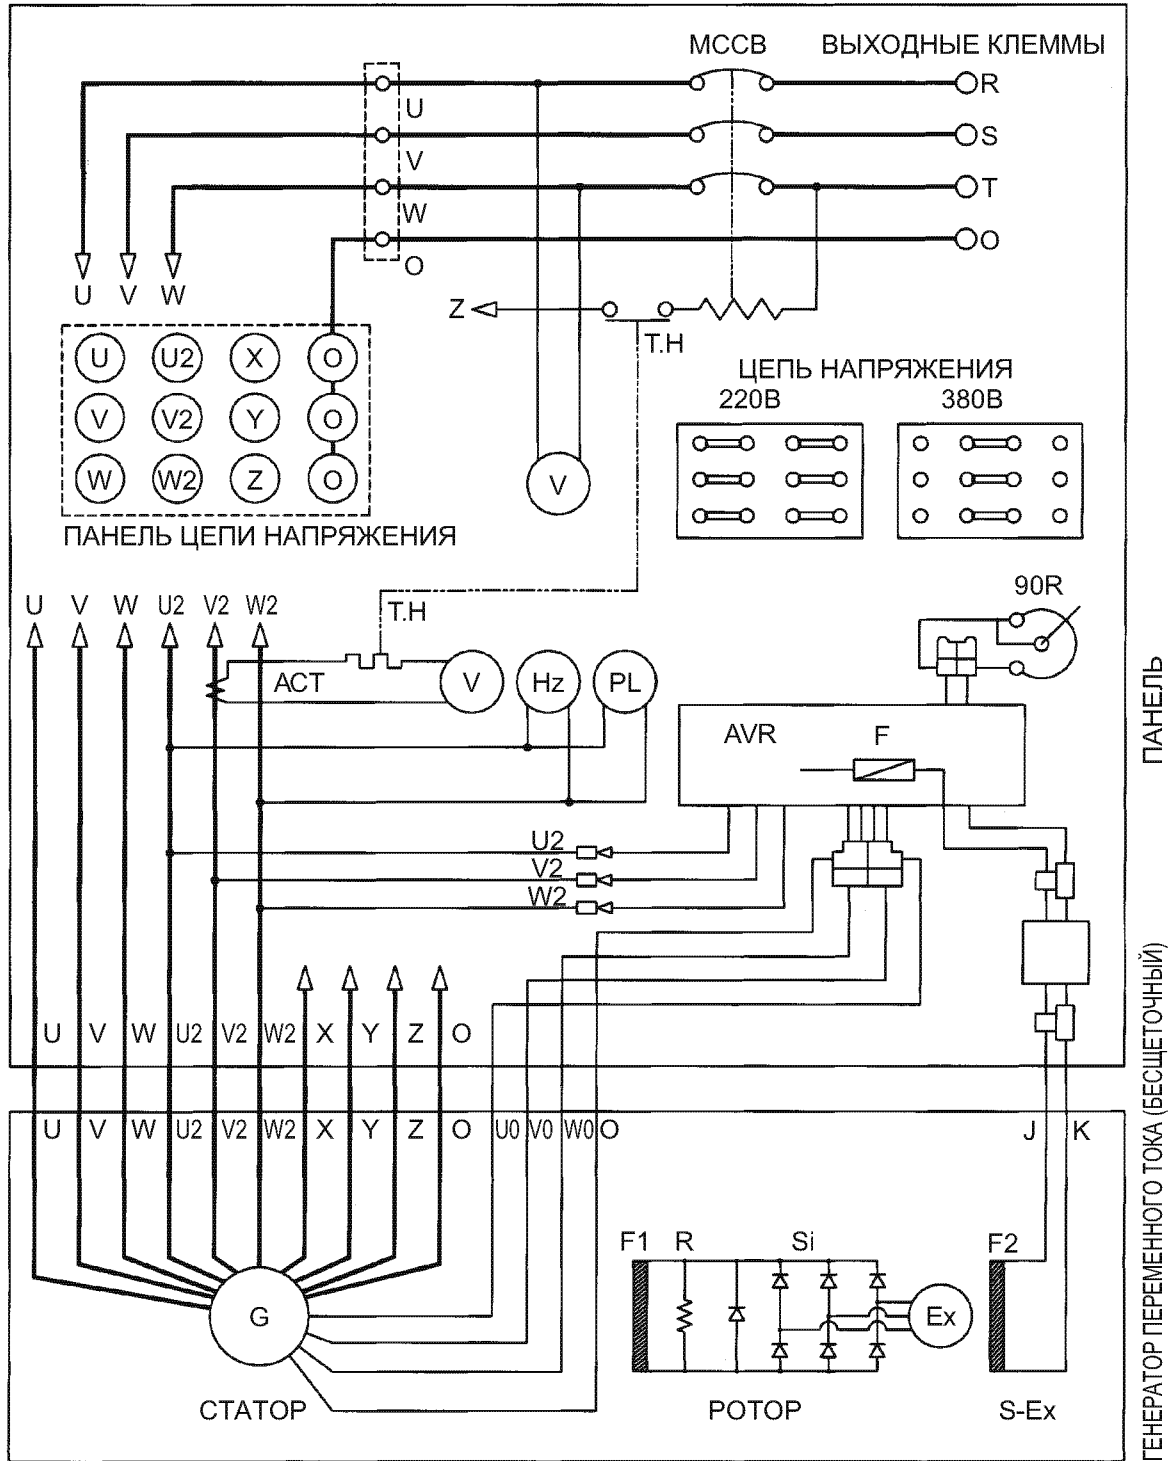 MCCB ВЫХОДНЫЕ КЛЕММЫ
R
U
S
V
T
W
O
O
U V W
Z
T.H
U U2 X O
V V2 Y O
W W2 Z O
V
ПАНЕЛЬ ЦЕПИ НАПРЯЖЕНИЯ
ЦЕПЬ НАПРЯЖЕНИЯ
220В 380В
U V W U2 V2 W2
T.H
90R
ACT V Hz PL
AVR F
ПАНЕЛЬ
U2
V2
W2
U V W U2 V2 W2 X Y Z O
U V W U2 V2 W2 X Y Z O U0 V0 W0 O J K
F1 R Si F2
G Ex
СТАТОР РОТОР S-Ex
ГЕНЕРАТОР ПЕРЕМЕННОГО ТОКА (БЕСЩЕТОЧНЫЙ)